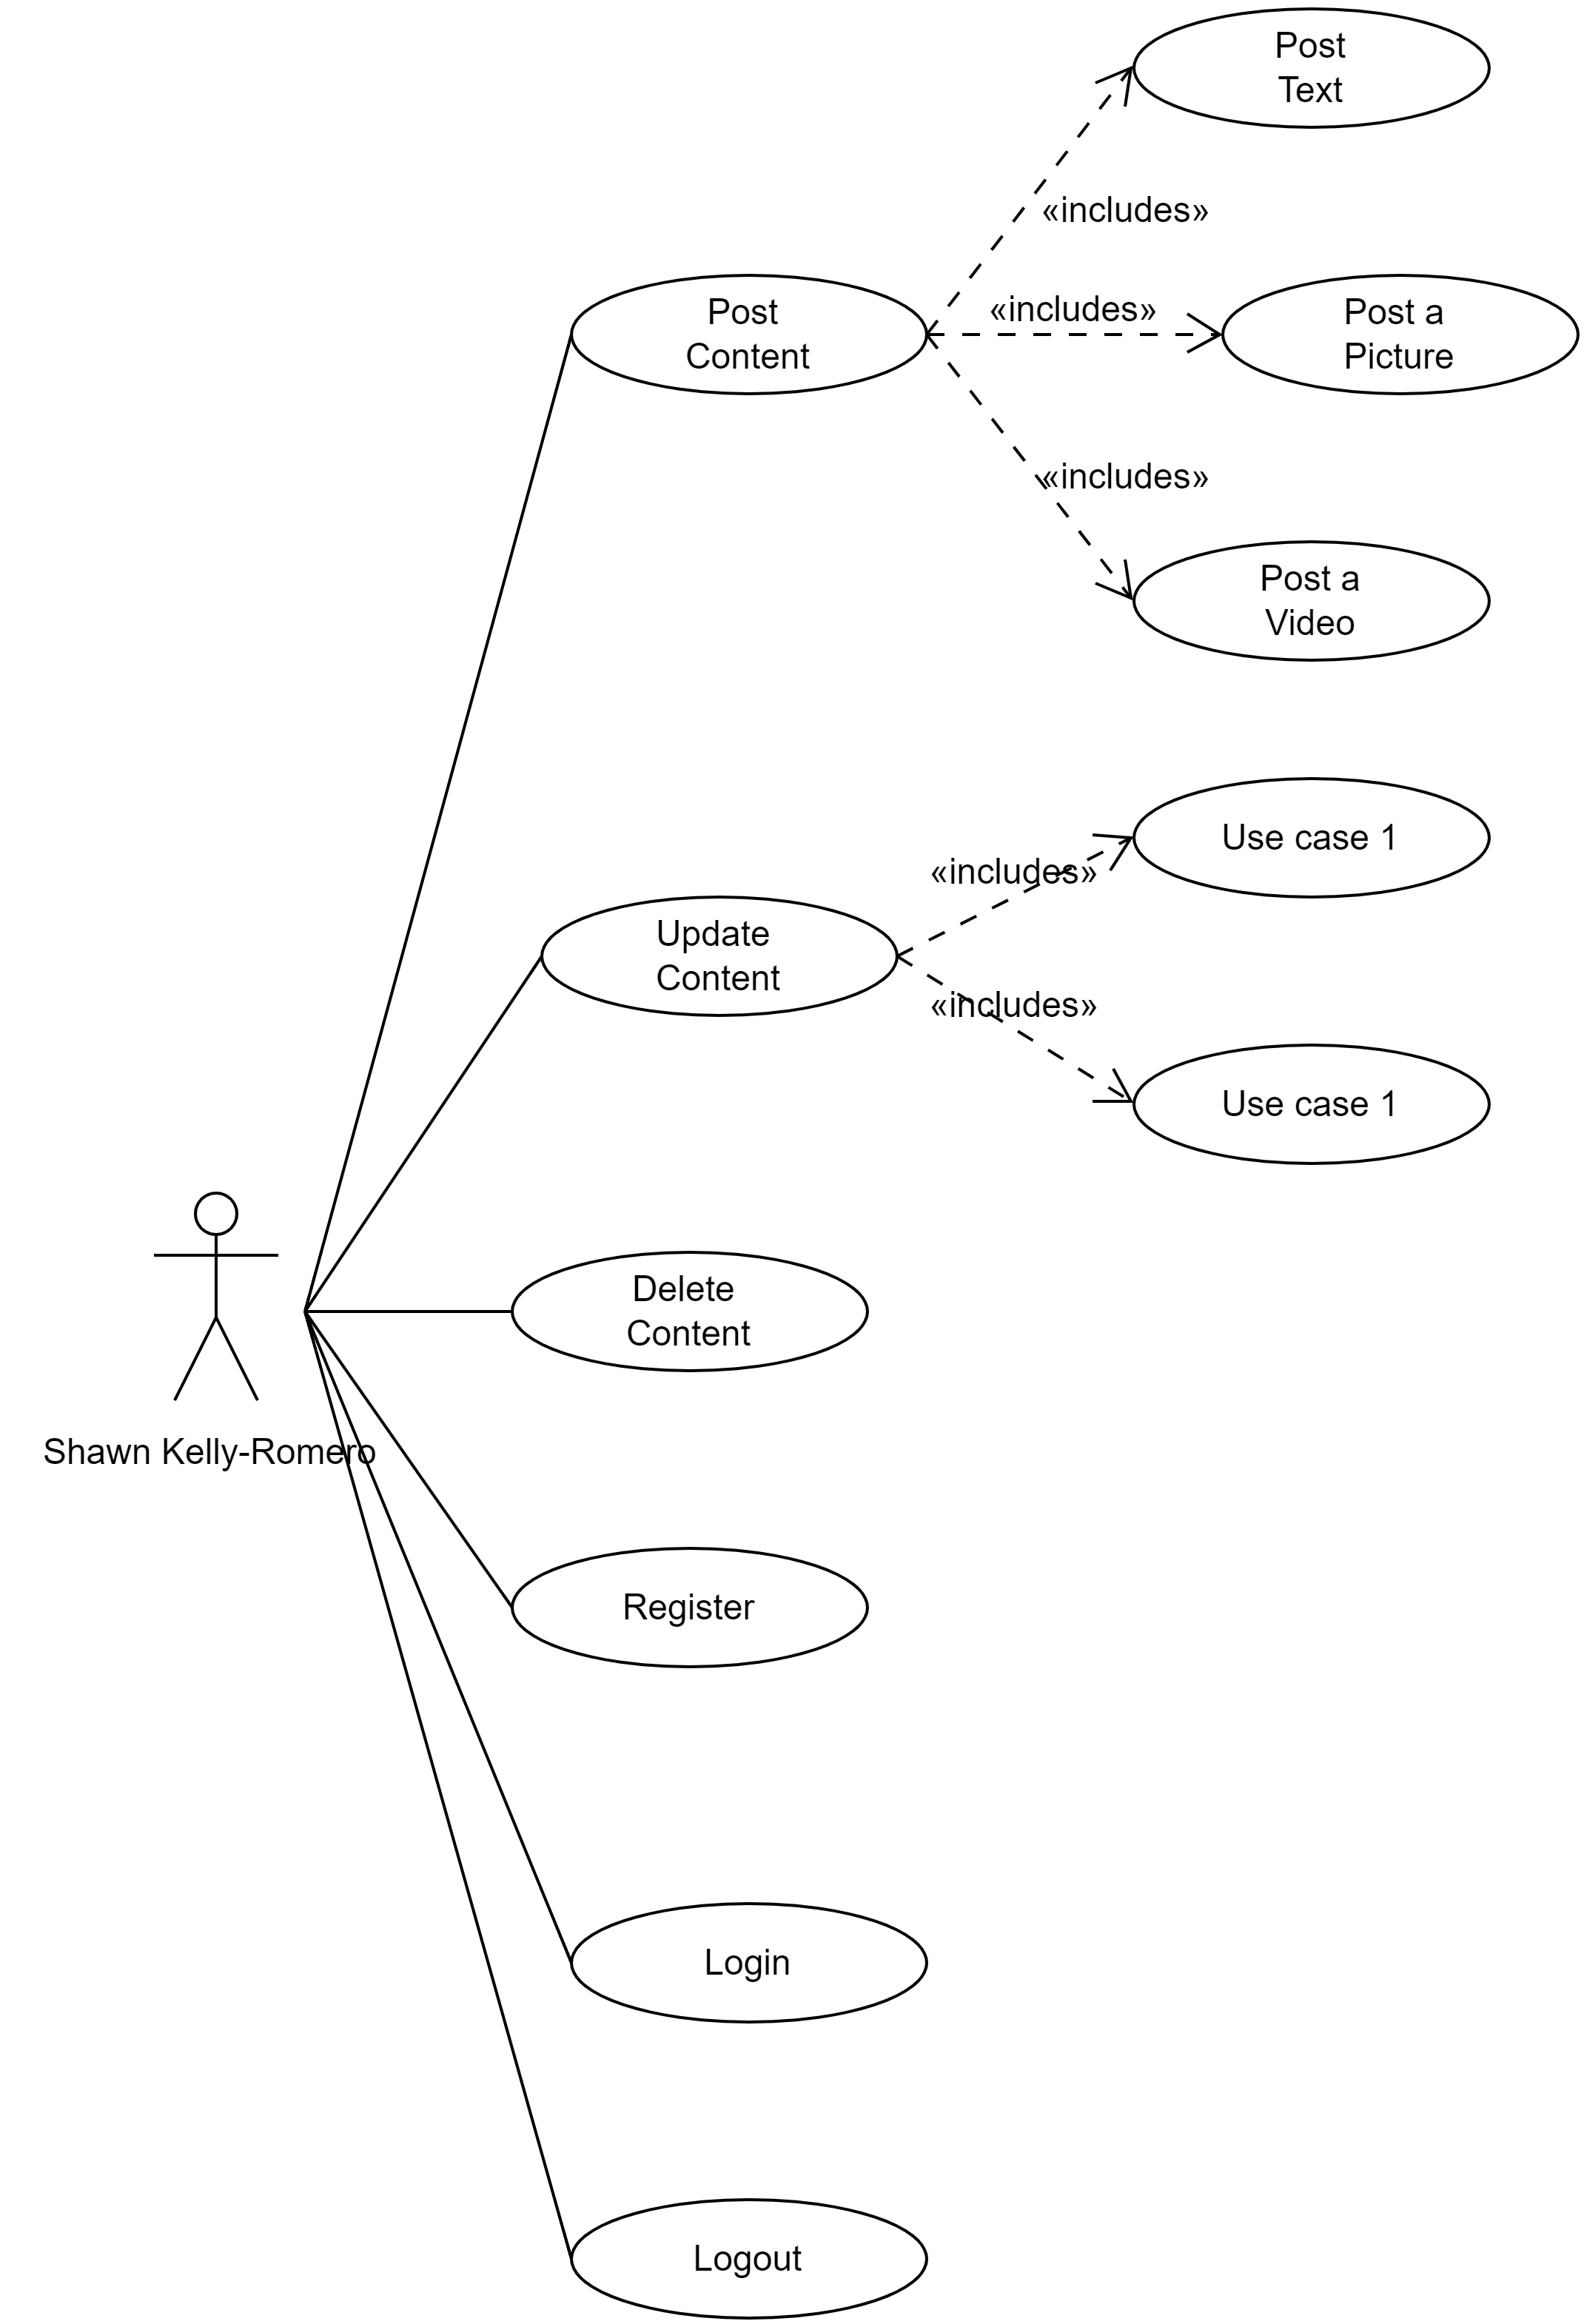 Post
Text
«includes»
Post
Content
«includes»
Post a
Picture
«includes»
Post a
Video
Use case 1
«includes»
Update
Content
«includes»
Use case 1
Delete
Content
Shawn Kelly-Romero
Register
Login
Logout